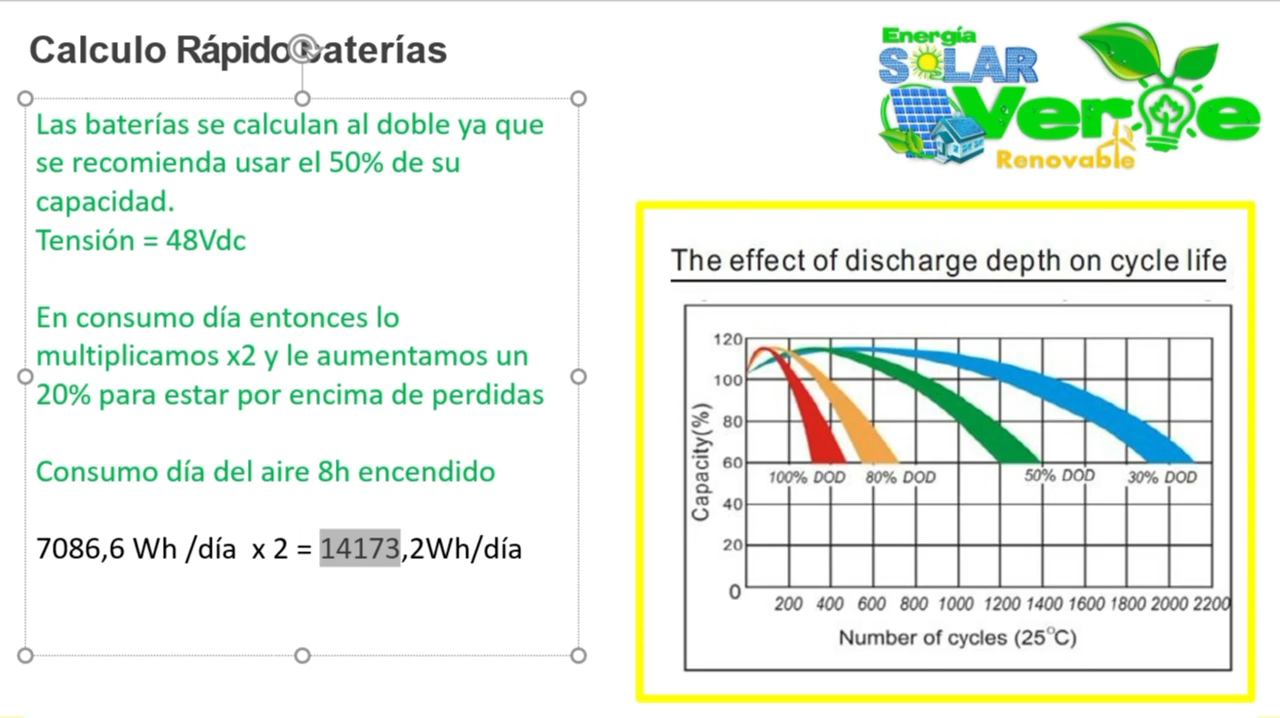 Calculo Rápido baterías
Energía
SOLAR
Verde
Renovable
Las baterías se calculan al doble ya que
se recomienda usar el 50% de su
capacidad.
Tensión = 48Vdc
En consumo día entonces lo
multiplicamos x2 y le aumentamos un
20% para estar por encima de perdidas
Consumo día del aire 8h encendido
7086,6 Wh /día x 2 = 14173,2Wh/día
The effect of discharge depth on cycle life
Capacity(%)
120
100
80
60
40
20
0
100% DOD 80% DOD 50% DOD 30% DOD
200 400 600 800 1000 1200 1400 1600 1800 2000 2200
Number of cycles (25°C)